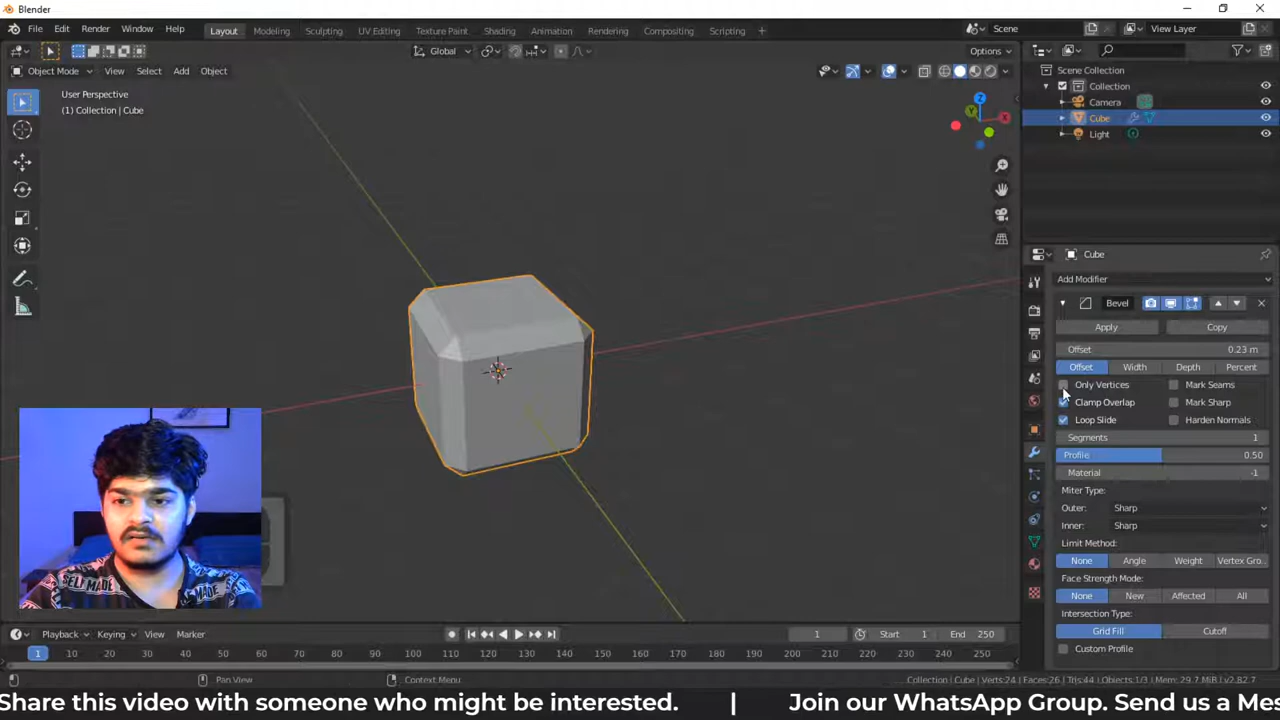 Blender
File Edit Render Window Help
Layout Modeling Sculpting UV Editing Texture Paint Shading Animation Rendering Compositing Scripting
Scene View Layer
Global Options
Object Mode View Select Add Object
User Perspective
(1) Collection | Cube
X
Y
Z
Scene Collection
Collection
Camera
Cube
Light
Cube
Add Modifier
Bevel
Apply Copy
Offset 0.23 m
Offset Width Depth Percent
Only Vertices Mark Seams
Clamp Overlap Mark Sharp
Loop Slide Harden Normals
Segments 1
Profile 0.50
Material -1
Miter Type:
Outer: Sharp
Inner: Sharp
Limit Method:
None Angle Weight Vertex Gro...
Face Strength Mode:
None New Affected All
Intersection Type:
Grid Fill Cutoff
Custom Profile
SELF MADE
Playback Keying View Marker 1 Start 1 End 250
1 10 20 30 40 50 60 70 80 90 100 110 120 130 140 150 160 170 180 190 200 210 220 230 240 250
Pan View Context Menu Collection | Cube | Verts:24 | Faces:26 | Tris:44 | Objects:1/3 | Mem: 29.7 MiB | v2.82.7
Share this video with someone who might be interested. | Join our WhatsApp Group. Send us a Mes